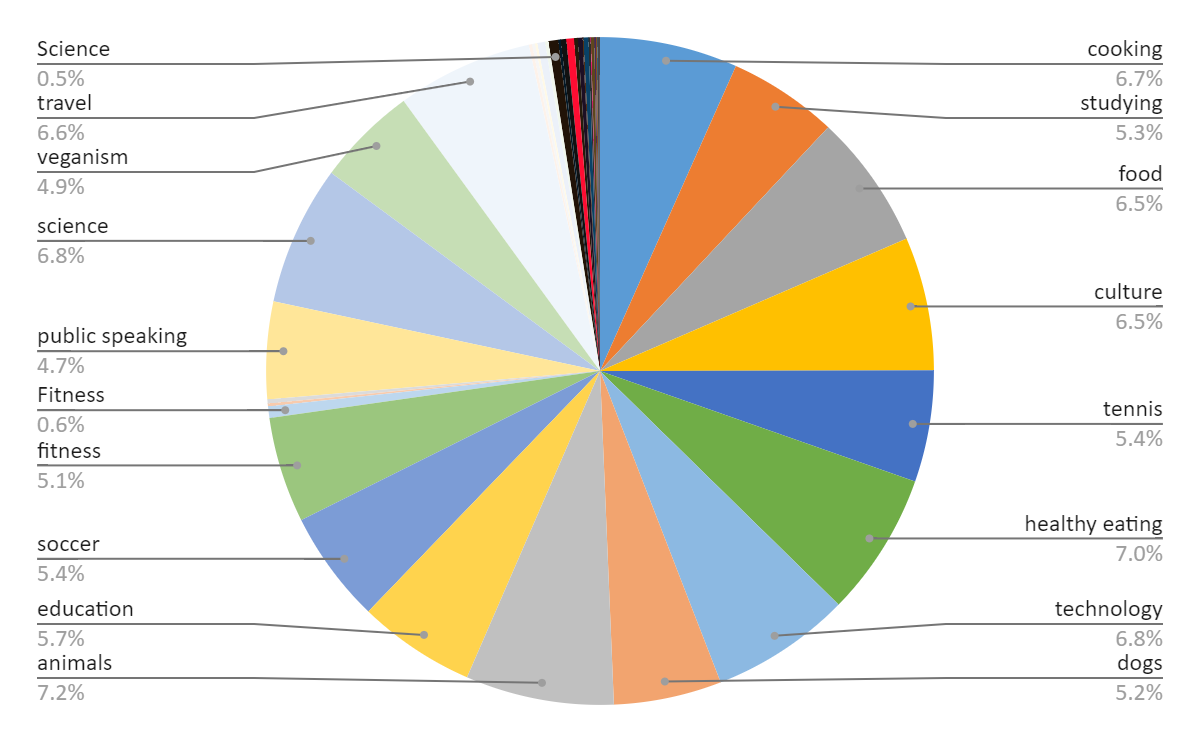 Science
0.5%
travel
6.6%
veganism
4.9%
science
6.8%
public speaking
4.7%
Fitness
0.6%
fitness
5.1%
soccer
5.4%
education
5.7%
animals
7.2%
cooking
6.7%
studying
5.3%
food
6.5%
culture
6.5%
tennis
5.4%
healthy eating
7.0%
technology
6.8%
dogs
5.2%